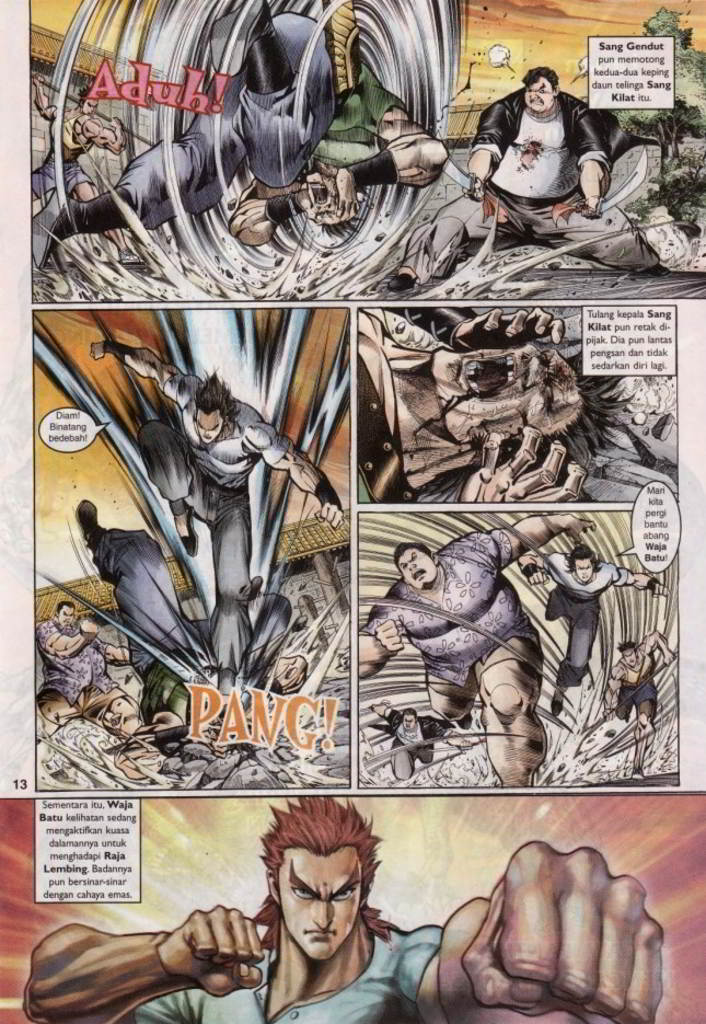 Aduh!
Sang Gendut
pun memotong
kedua-dua keping
daun telinga Sang
Kilat itu.
Diam!
Binatang
bedebah!
PANG!
Tulang kepala Sang
Kilat pun retak di-
pijak. Dia pun lantas
pengsan dan tidak
sedarkan diri lagi.
Mari
kita
pergi
bantu
abang
Waja
Batu!
13
Sementara itu, Waja
Batu kelihatan sedang
mengaktifkan kuasa
dalamannya untuk
menghadapi Raja
Lembing. Badannya
pun bersinar-sinar
dengan cahaya emas.